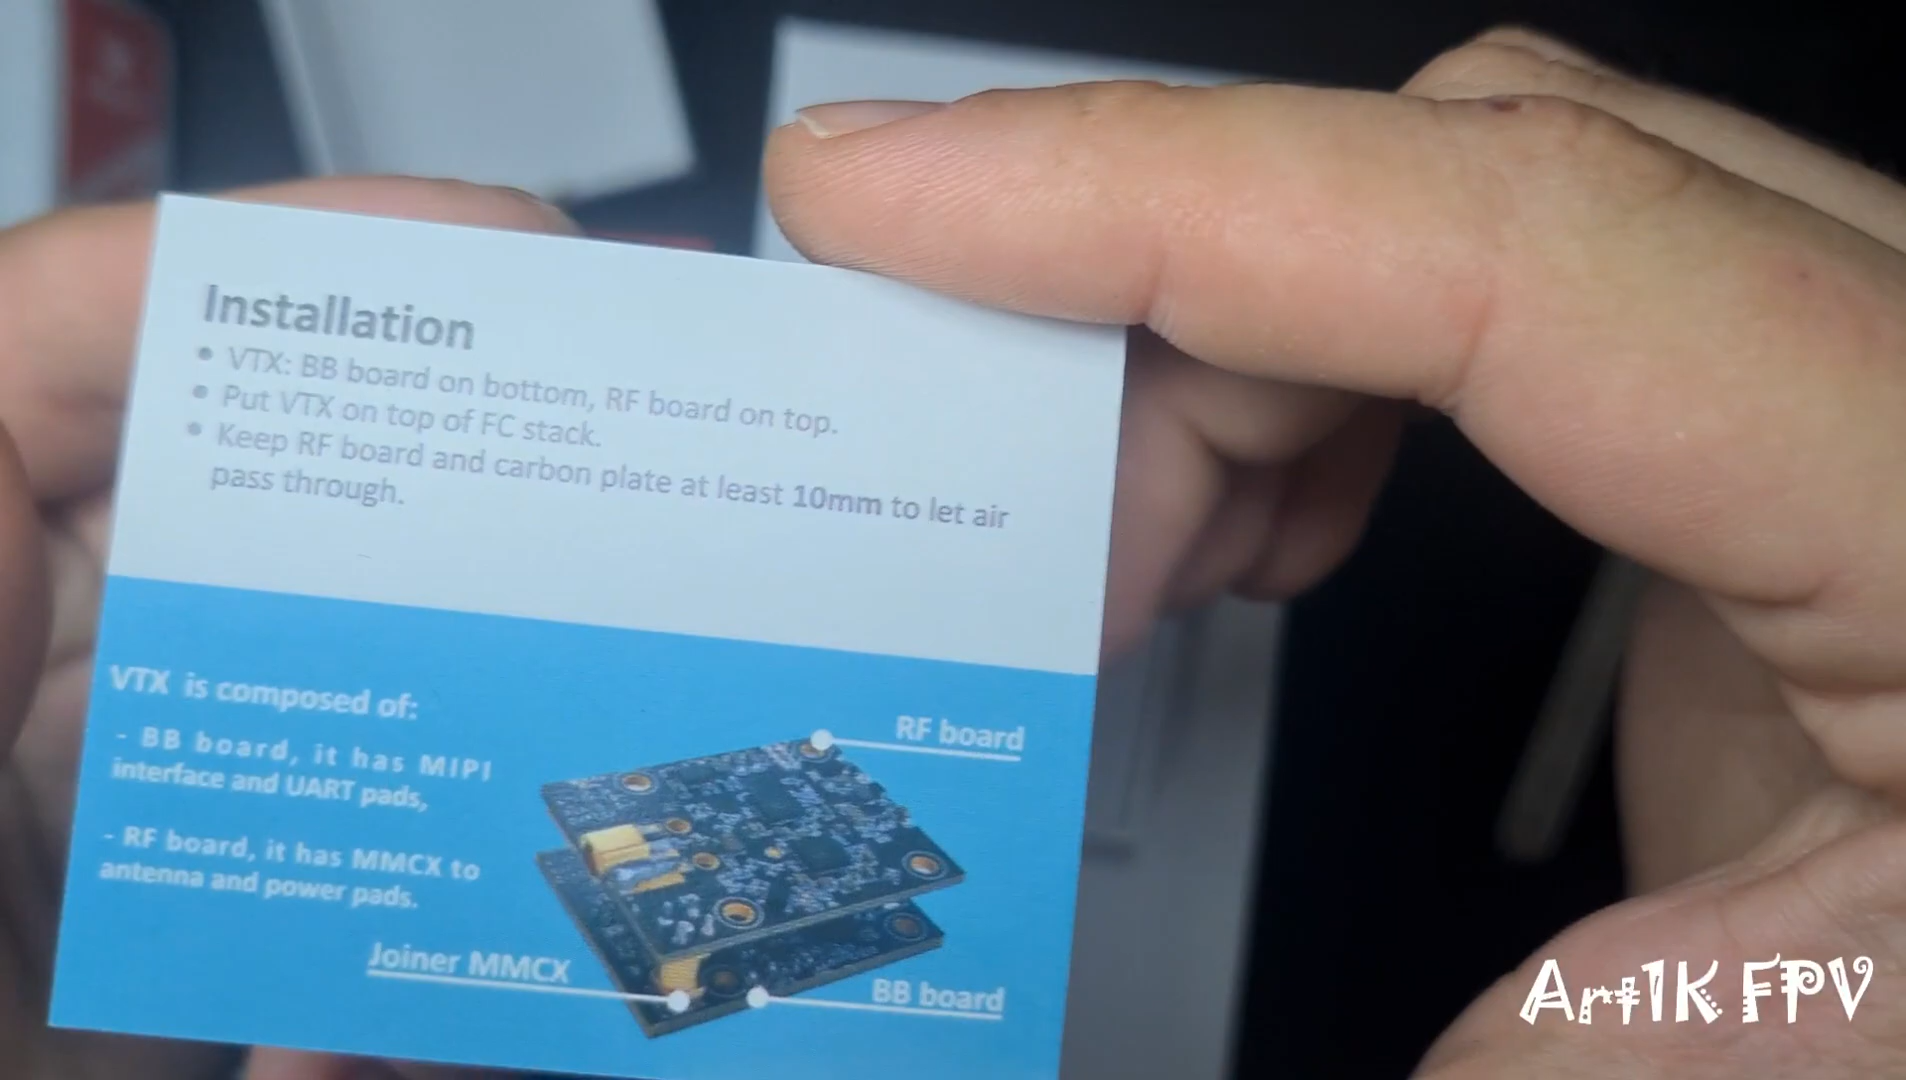 Installation
• VTX: BB board on bottom, RF board on top.
• Put VTX on top of FC stack.
• Keep RF board and carbon plate at least 10mm to let air
pass through.
VTX is composed of:
- BB board, it has MIPI
interface and UART pads,
- RF board, it has MMCX to
antenna and power pads.
RF board
Joiner MMCX
BB board
Art1K FPV